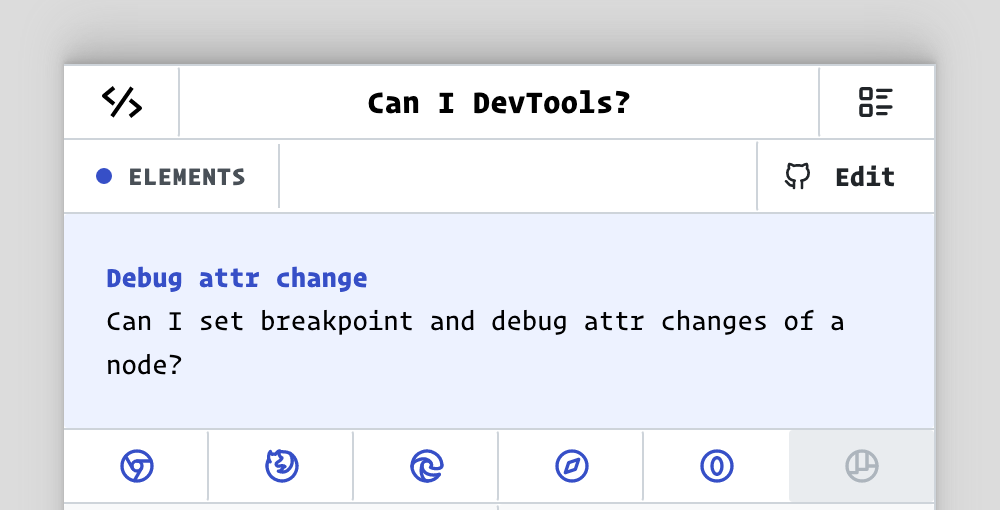 Can I DevTools?
ELEMENTS
Edit
Debug attr change
Can I set breakpoint and debug attr changes of a
node?